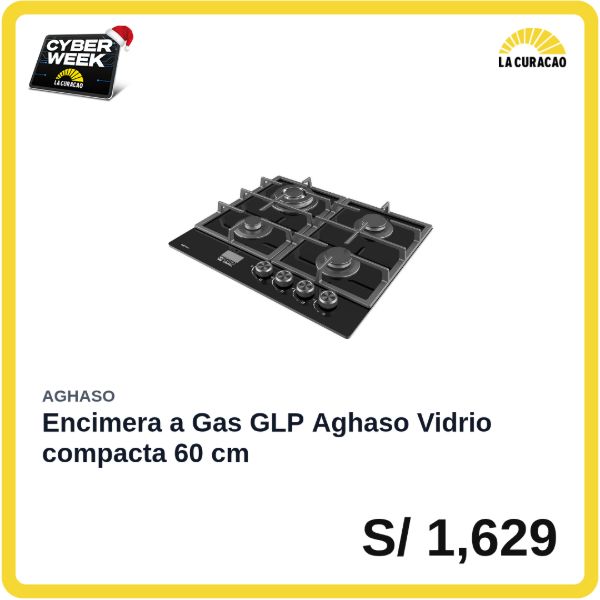 CYBER
WEEK
LA CURACAO
LA CURACAO
AGHASO
Encimera a Gas GLP Aghaso Vidrio
compacta 60 cm
S/ 1,629